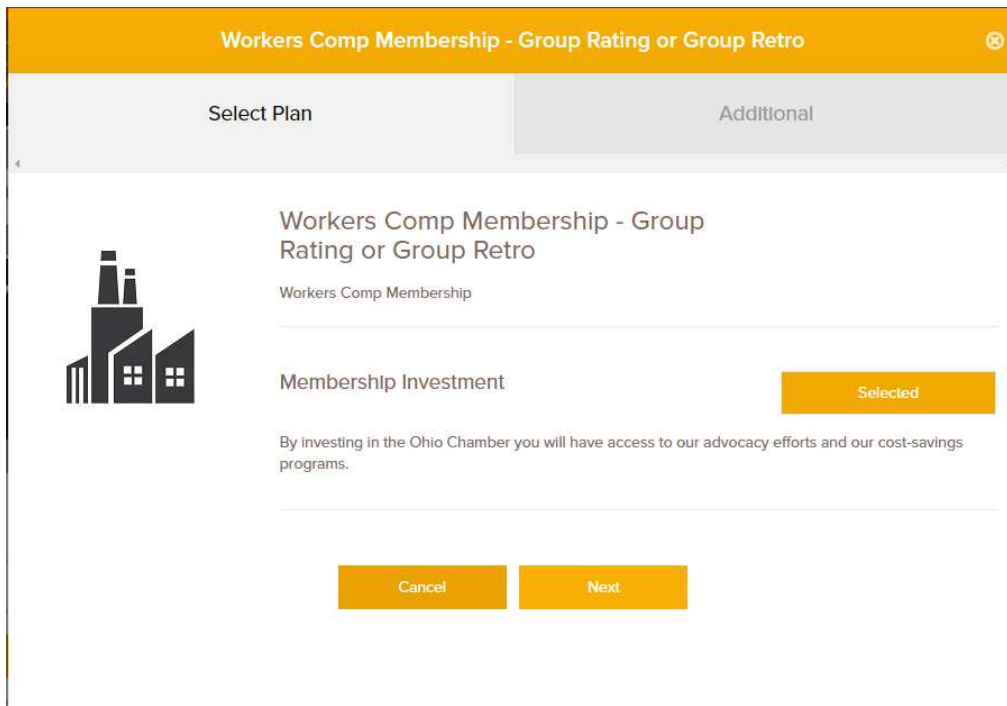 Workers Comp Membership - Group Rating or Group Retro
Select Plan
Additional
Workers Comp Membership - Group
Rating or Group Retro
Workers Comp Membership
Membership Investment
Selected
By investing in the Ohio Chamber you will have access to our advocacy efforts and our cost-savings
programs.
Cancel
Next